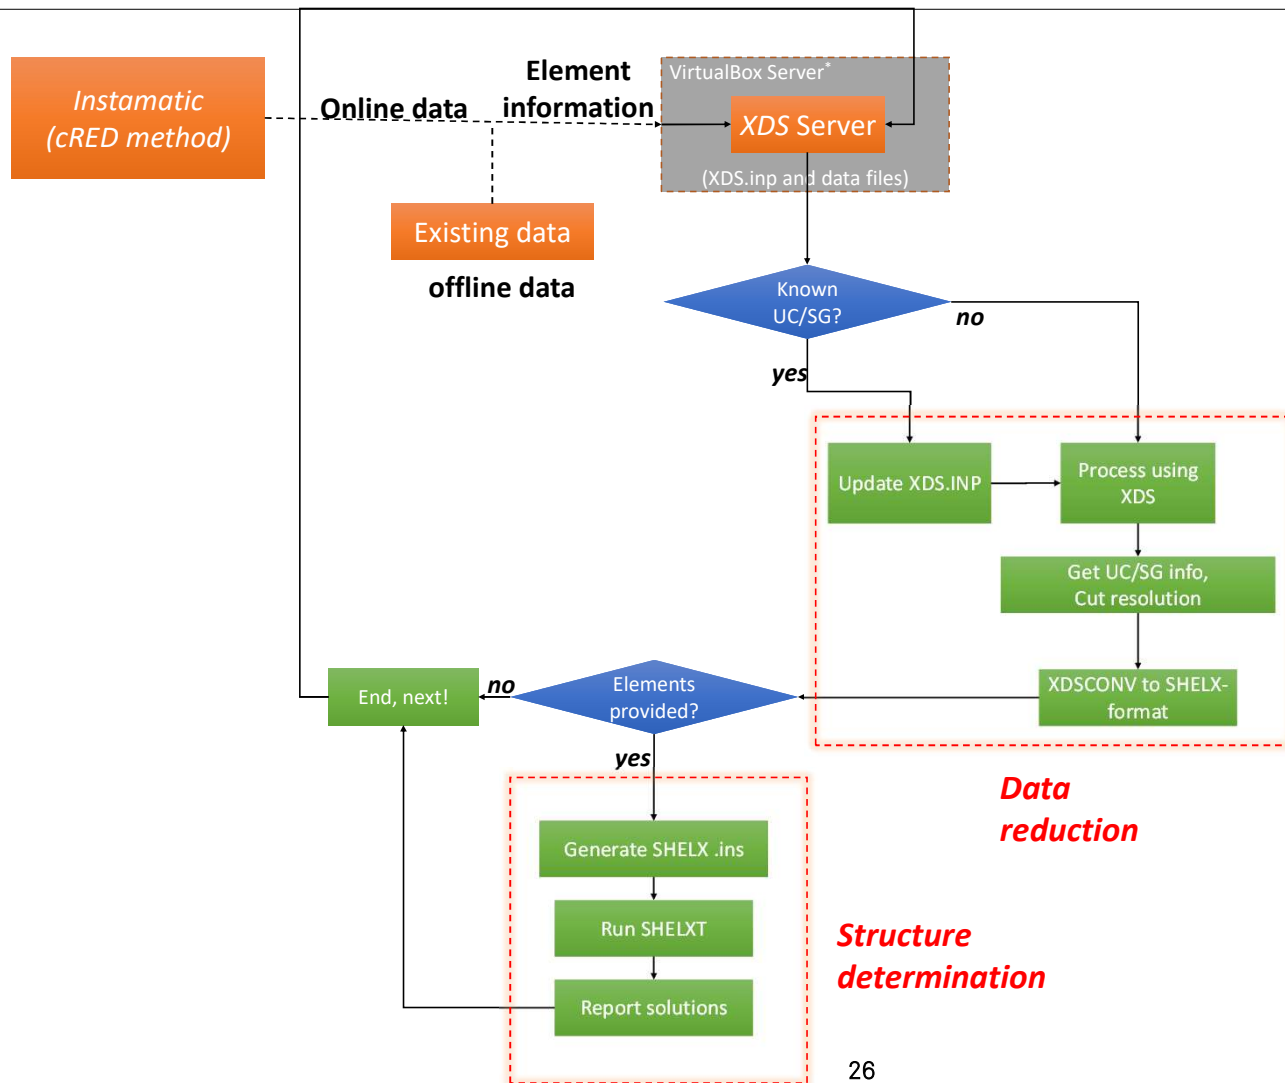 Instamatic
(cRED method)
Online data
Element
information
VirtualBox Server*
XDS Server
(XDS.inp and data files)
Existing data
offline data
Known
UC/SG?
no
yes
Update XDS.INP
Process using
XDS
Get UC/SG info,
Cut resolution
XDSCONV to SHELX-
format
Elements
provided?
no
End, next!
yes
Data
reduction
Generate SHELX .ins
Run SHELXT
Report solutions
Structure
determination
26